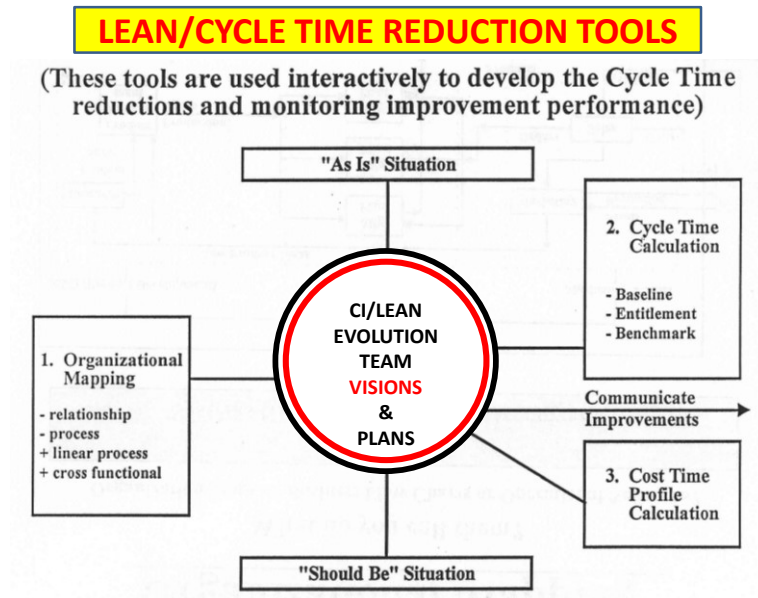 LEAN/CYCLE TIME REDUCTION TOOLS
(These tools are used interactively to develop the Cycle Time
reductions and monitoring improvement performance)
"As Is" Situation
1. Organizational
Mapping
- relationship
- process
+ linear process
+ cross functional
CI/LEAN
EVOLUTION
TEAM
VISIONS
&
PLANS
2. Cycle Time
Calculation
- Baseline
- Entitlement
- Benchmark
Communicate
Improvements
3. Cost Time
Profile
Calculation
"Should Be" Situation